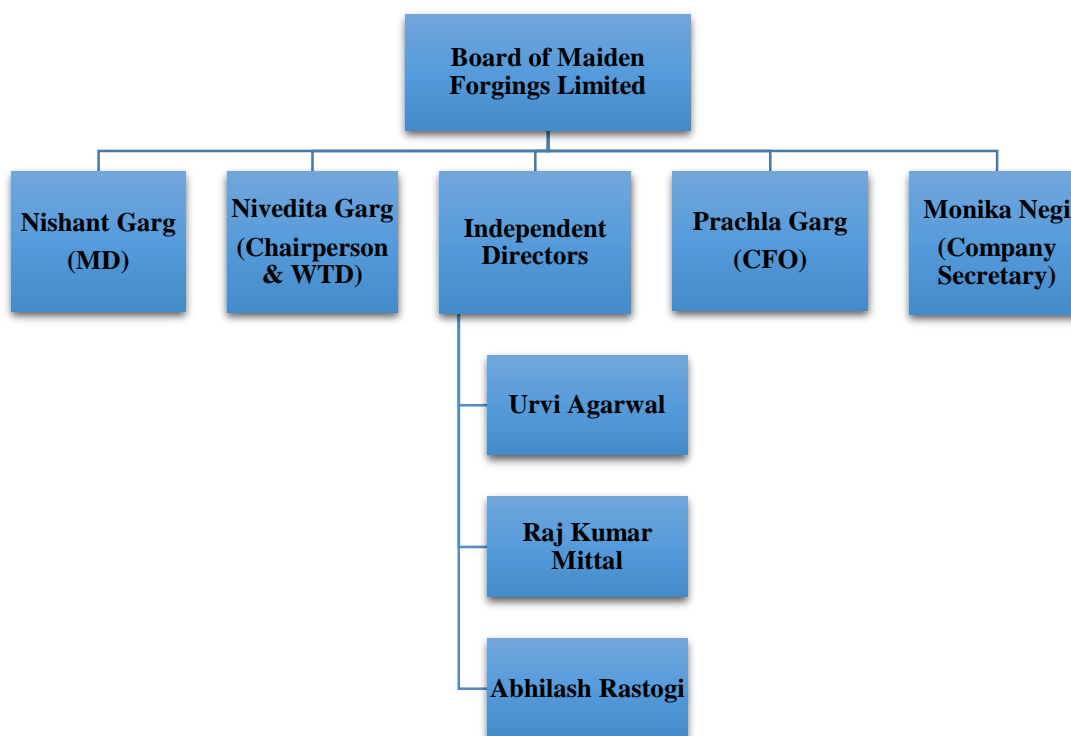 Board of Maiden
Forgings Limited
Nishant Garg
(MD)
Nivedita Garg
(Chairperson
& WTD)
Independent
Directors
Prachla Garg
(CFO)
Monika Negi
(Company
Secretary)
Urvi Agarwal
Raj Kumar
Mittal
Abhilash Rastogi